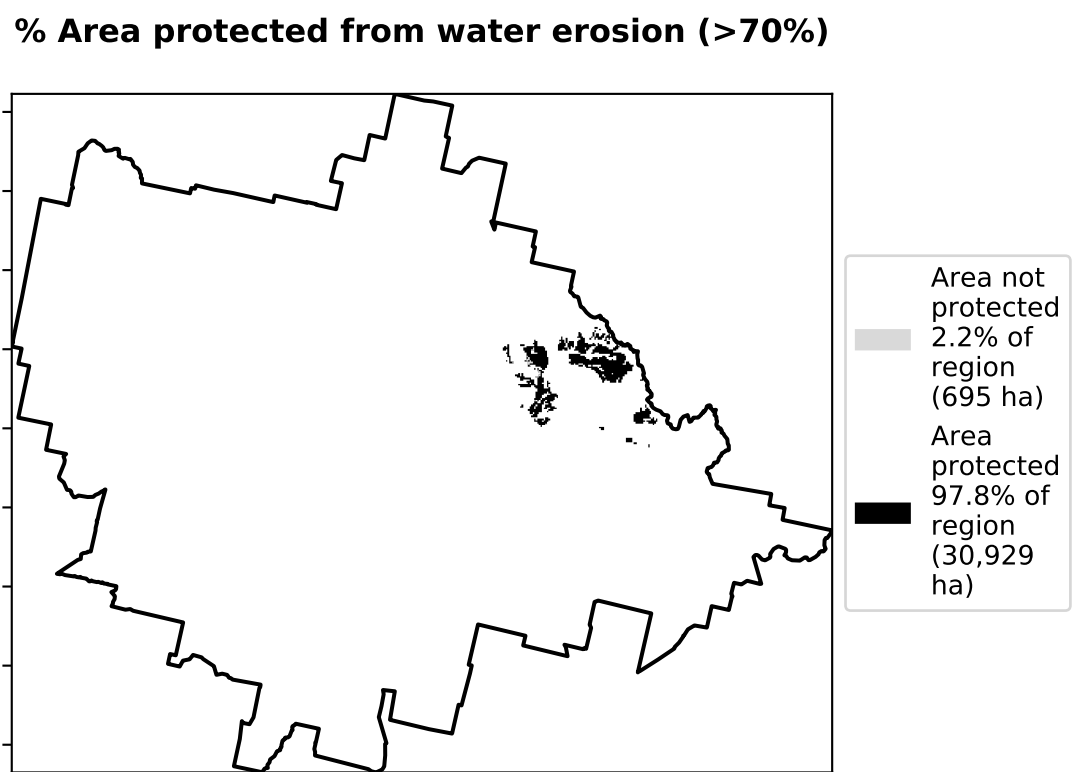 % Area protected from water erosion (>70%)
Area not
protected
2.2% of
region
(695 ha)
Area
protected
97.8% of
region
(30,929
ha)